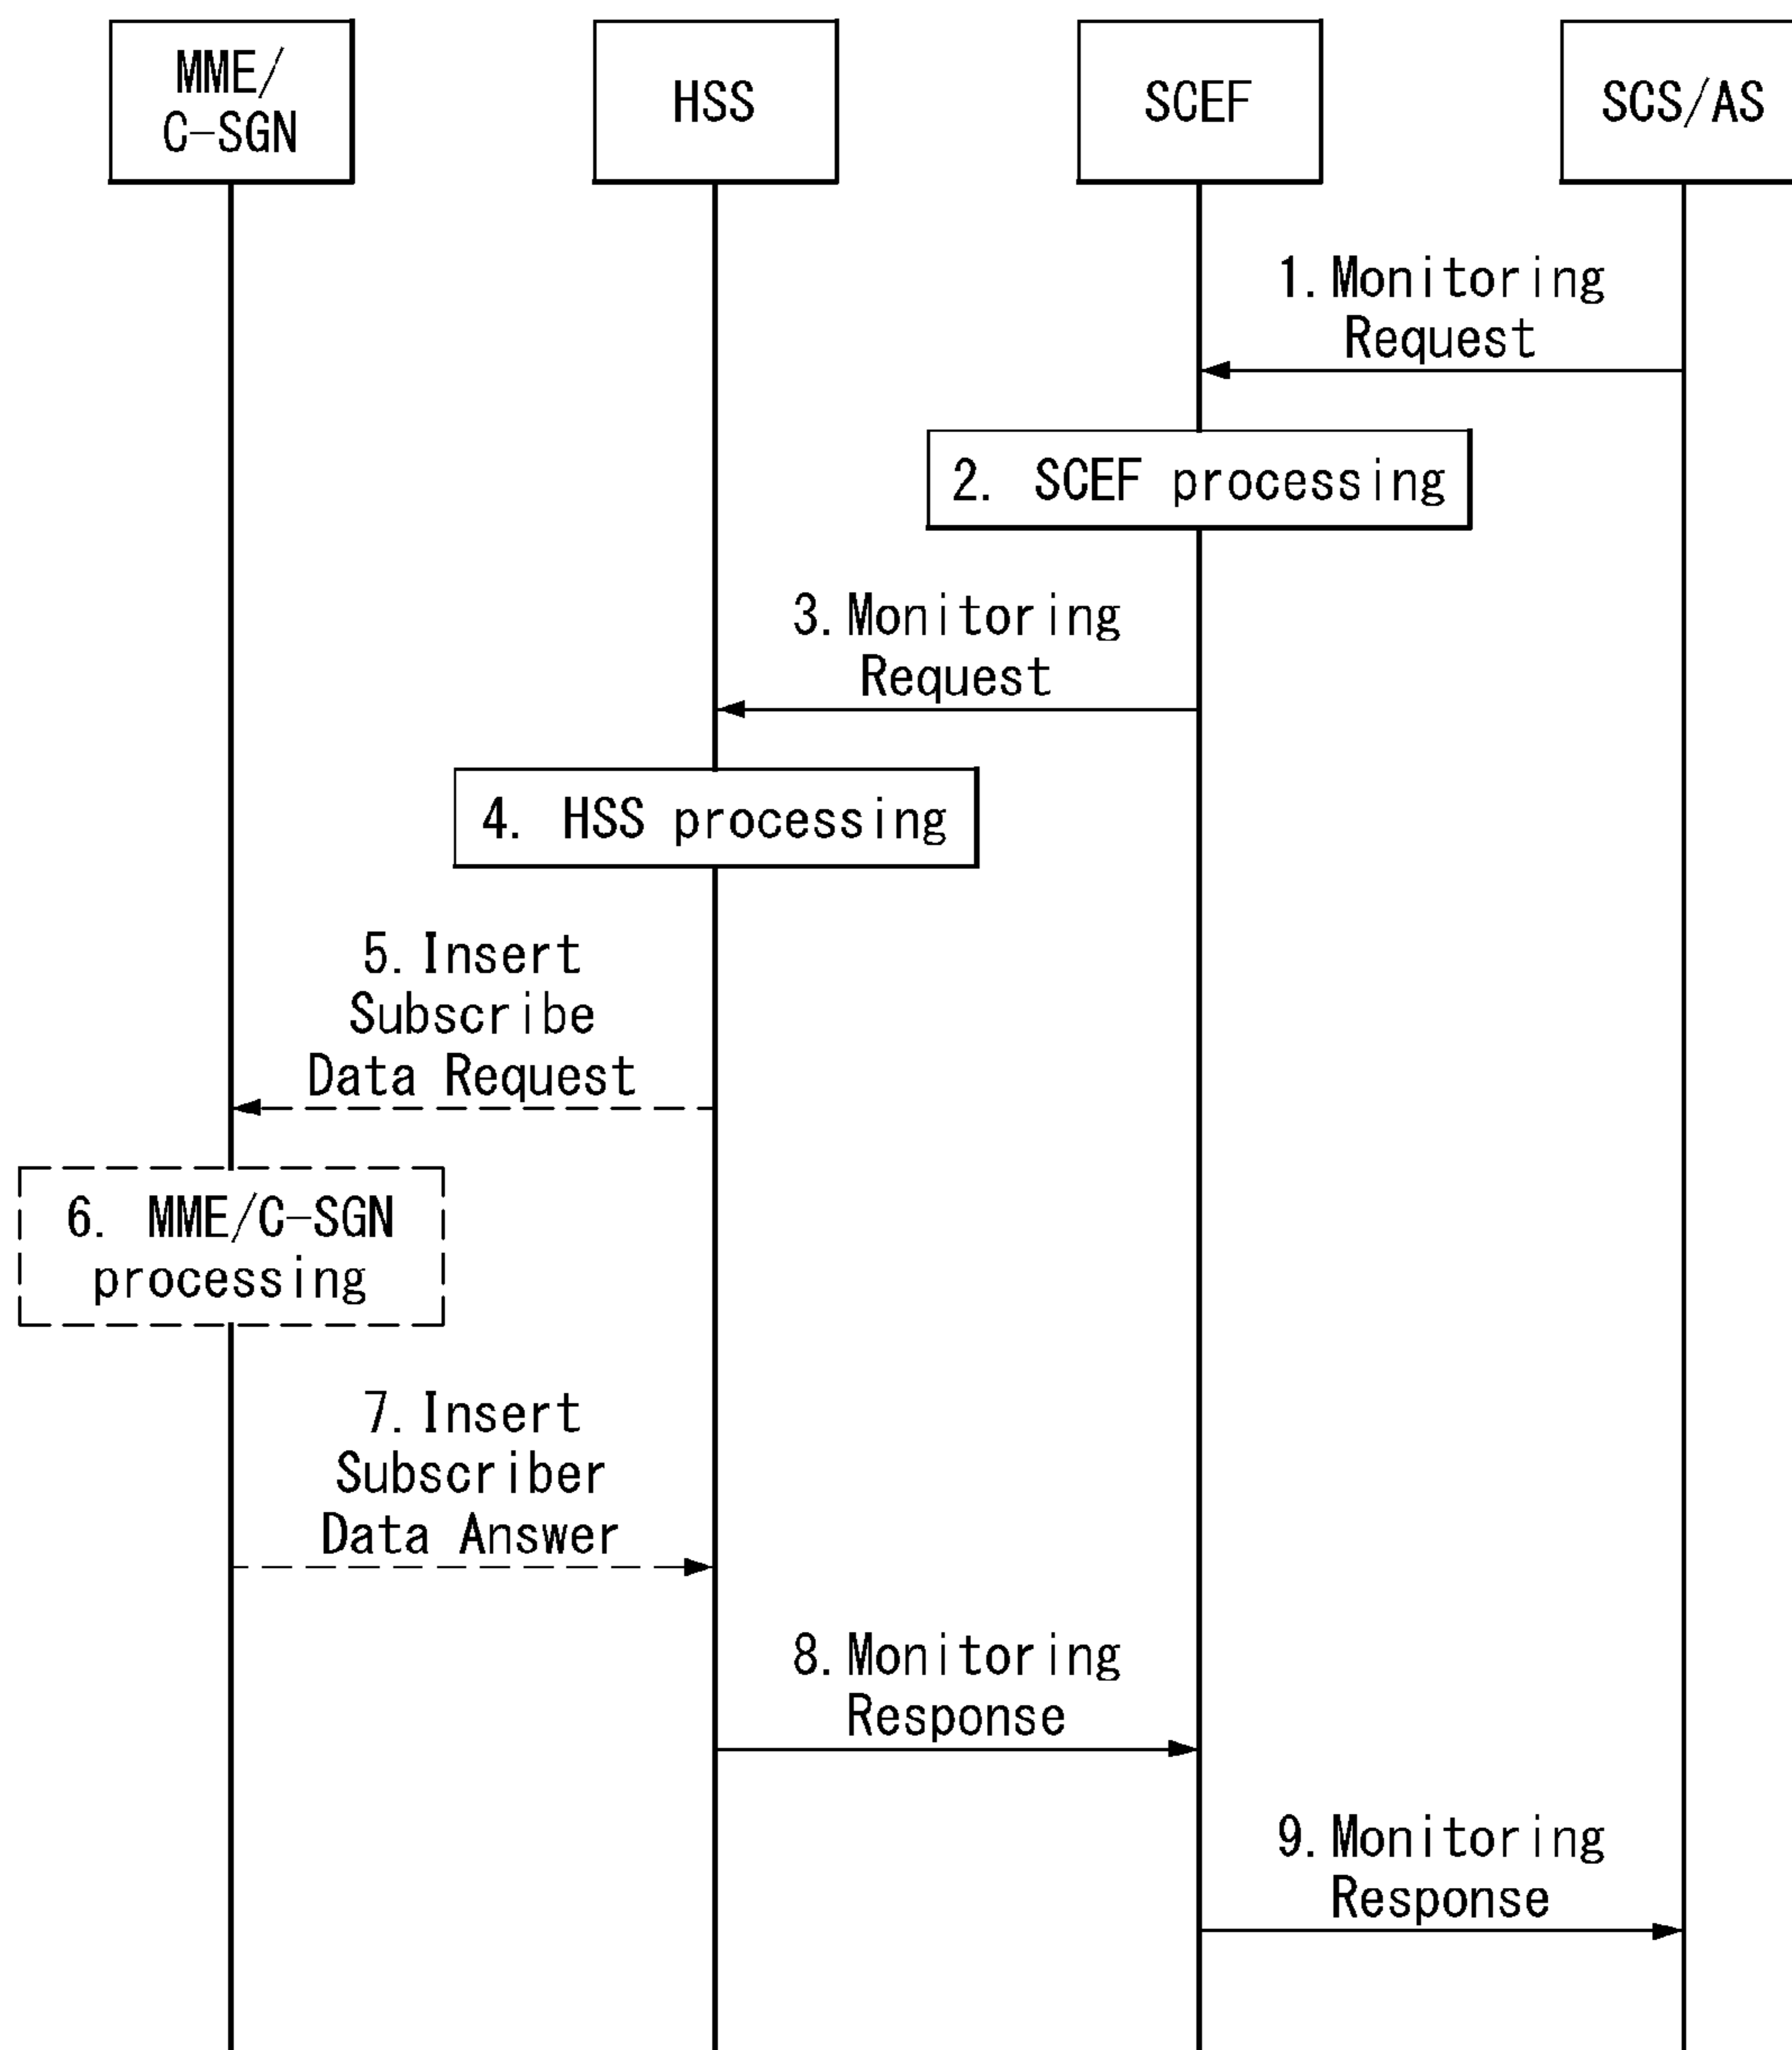 MME/
C-SGN
HSS
SCEF
SCS/AS
1. Monitoring
Request
2. SCEF processing
3. Monitoring
Request
4. HSS processing
5. Insert
Subscribe
Data Request
6. MME/C-SGN
processing
7. Insert
Subscriber
Data Answer
8. Monitoring
Response
9. Monitoring
Response